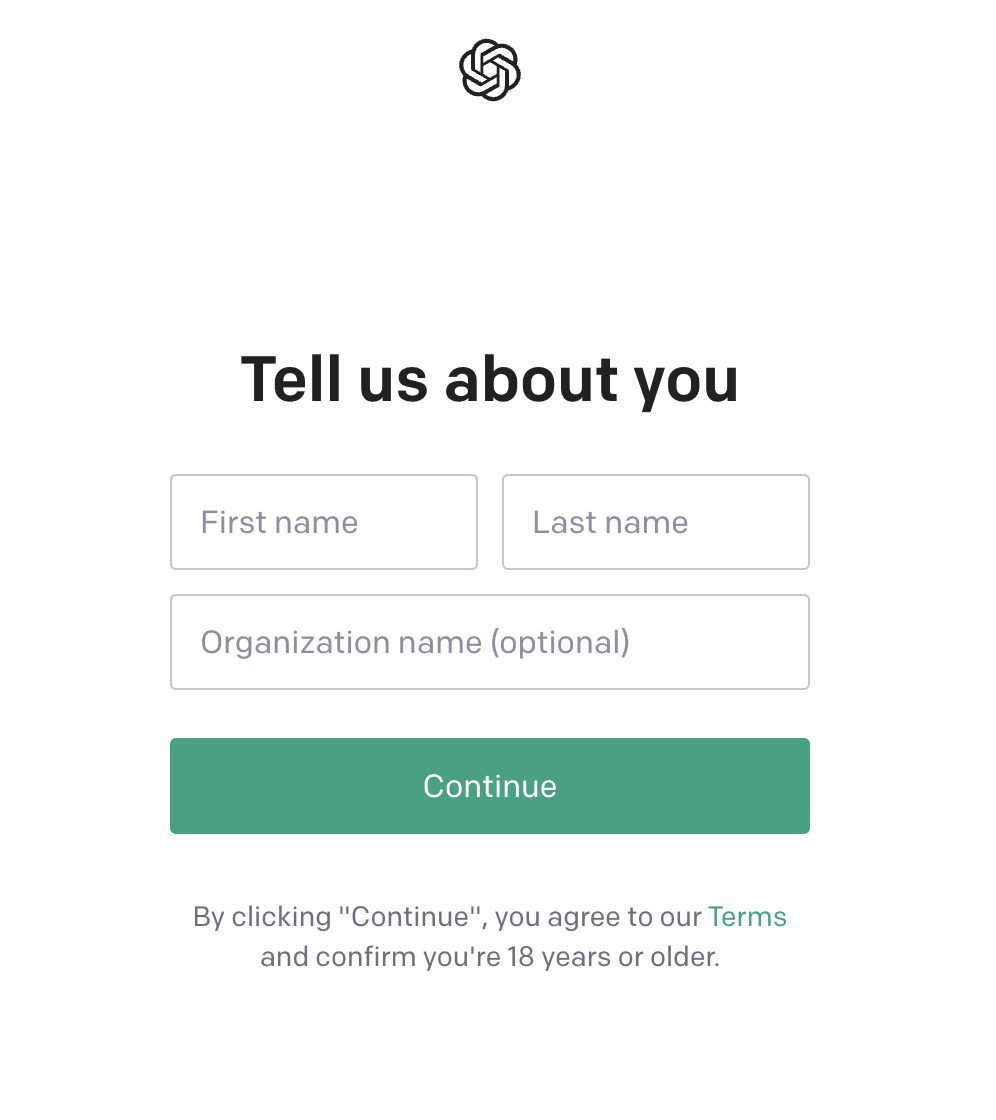 Tell us about you
First name
Last name
Organization name (optional)
Continue
By clicking "Continue", you agree to our Terms
and confirm you're 18 years or older.